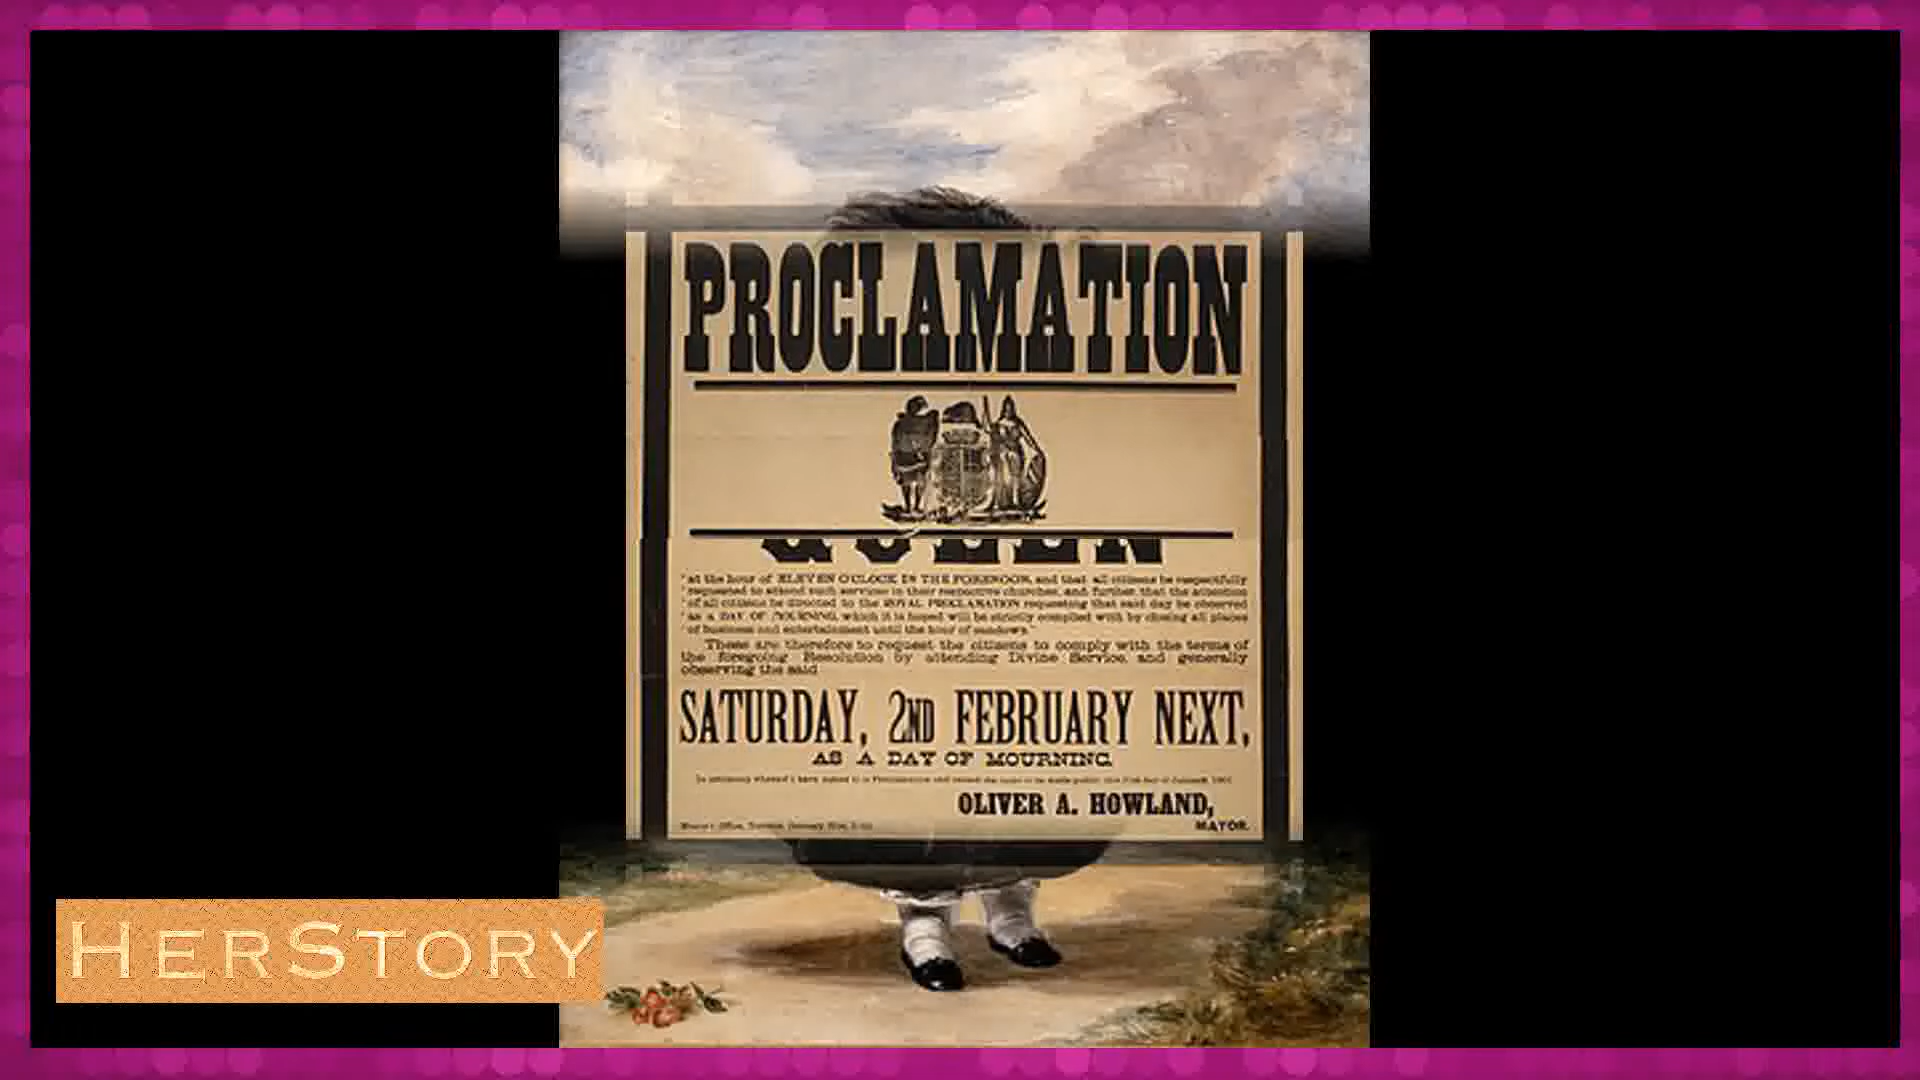 PROCLAMATION
QUEEN
"at the hour of ELEVEN O'CLOCK IN THE FORENOON, and that all citizens be respectfully
"requested to attend such services in their respective churches, and further, that the attention
"of all citizens be directed to the ROYAL PROCLAMATION requesting that said day be observed
"as a DAY OF MOURNING, which it is hoped will be strictly complied with by closing all places
"of business and entertainment until the hour of sundown."
These are therefore to request the citizens to comply with the terms of
the foregoing Resolution by attending Divine Service, and generally
observing the said
SATURDAY, 2ND FEBRUARY NEXT,
AS A DAY OF MOURNING.
OLIVER A. HOWLAND,
MAYOR.
HERSTORY